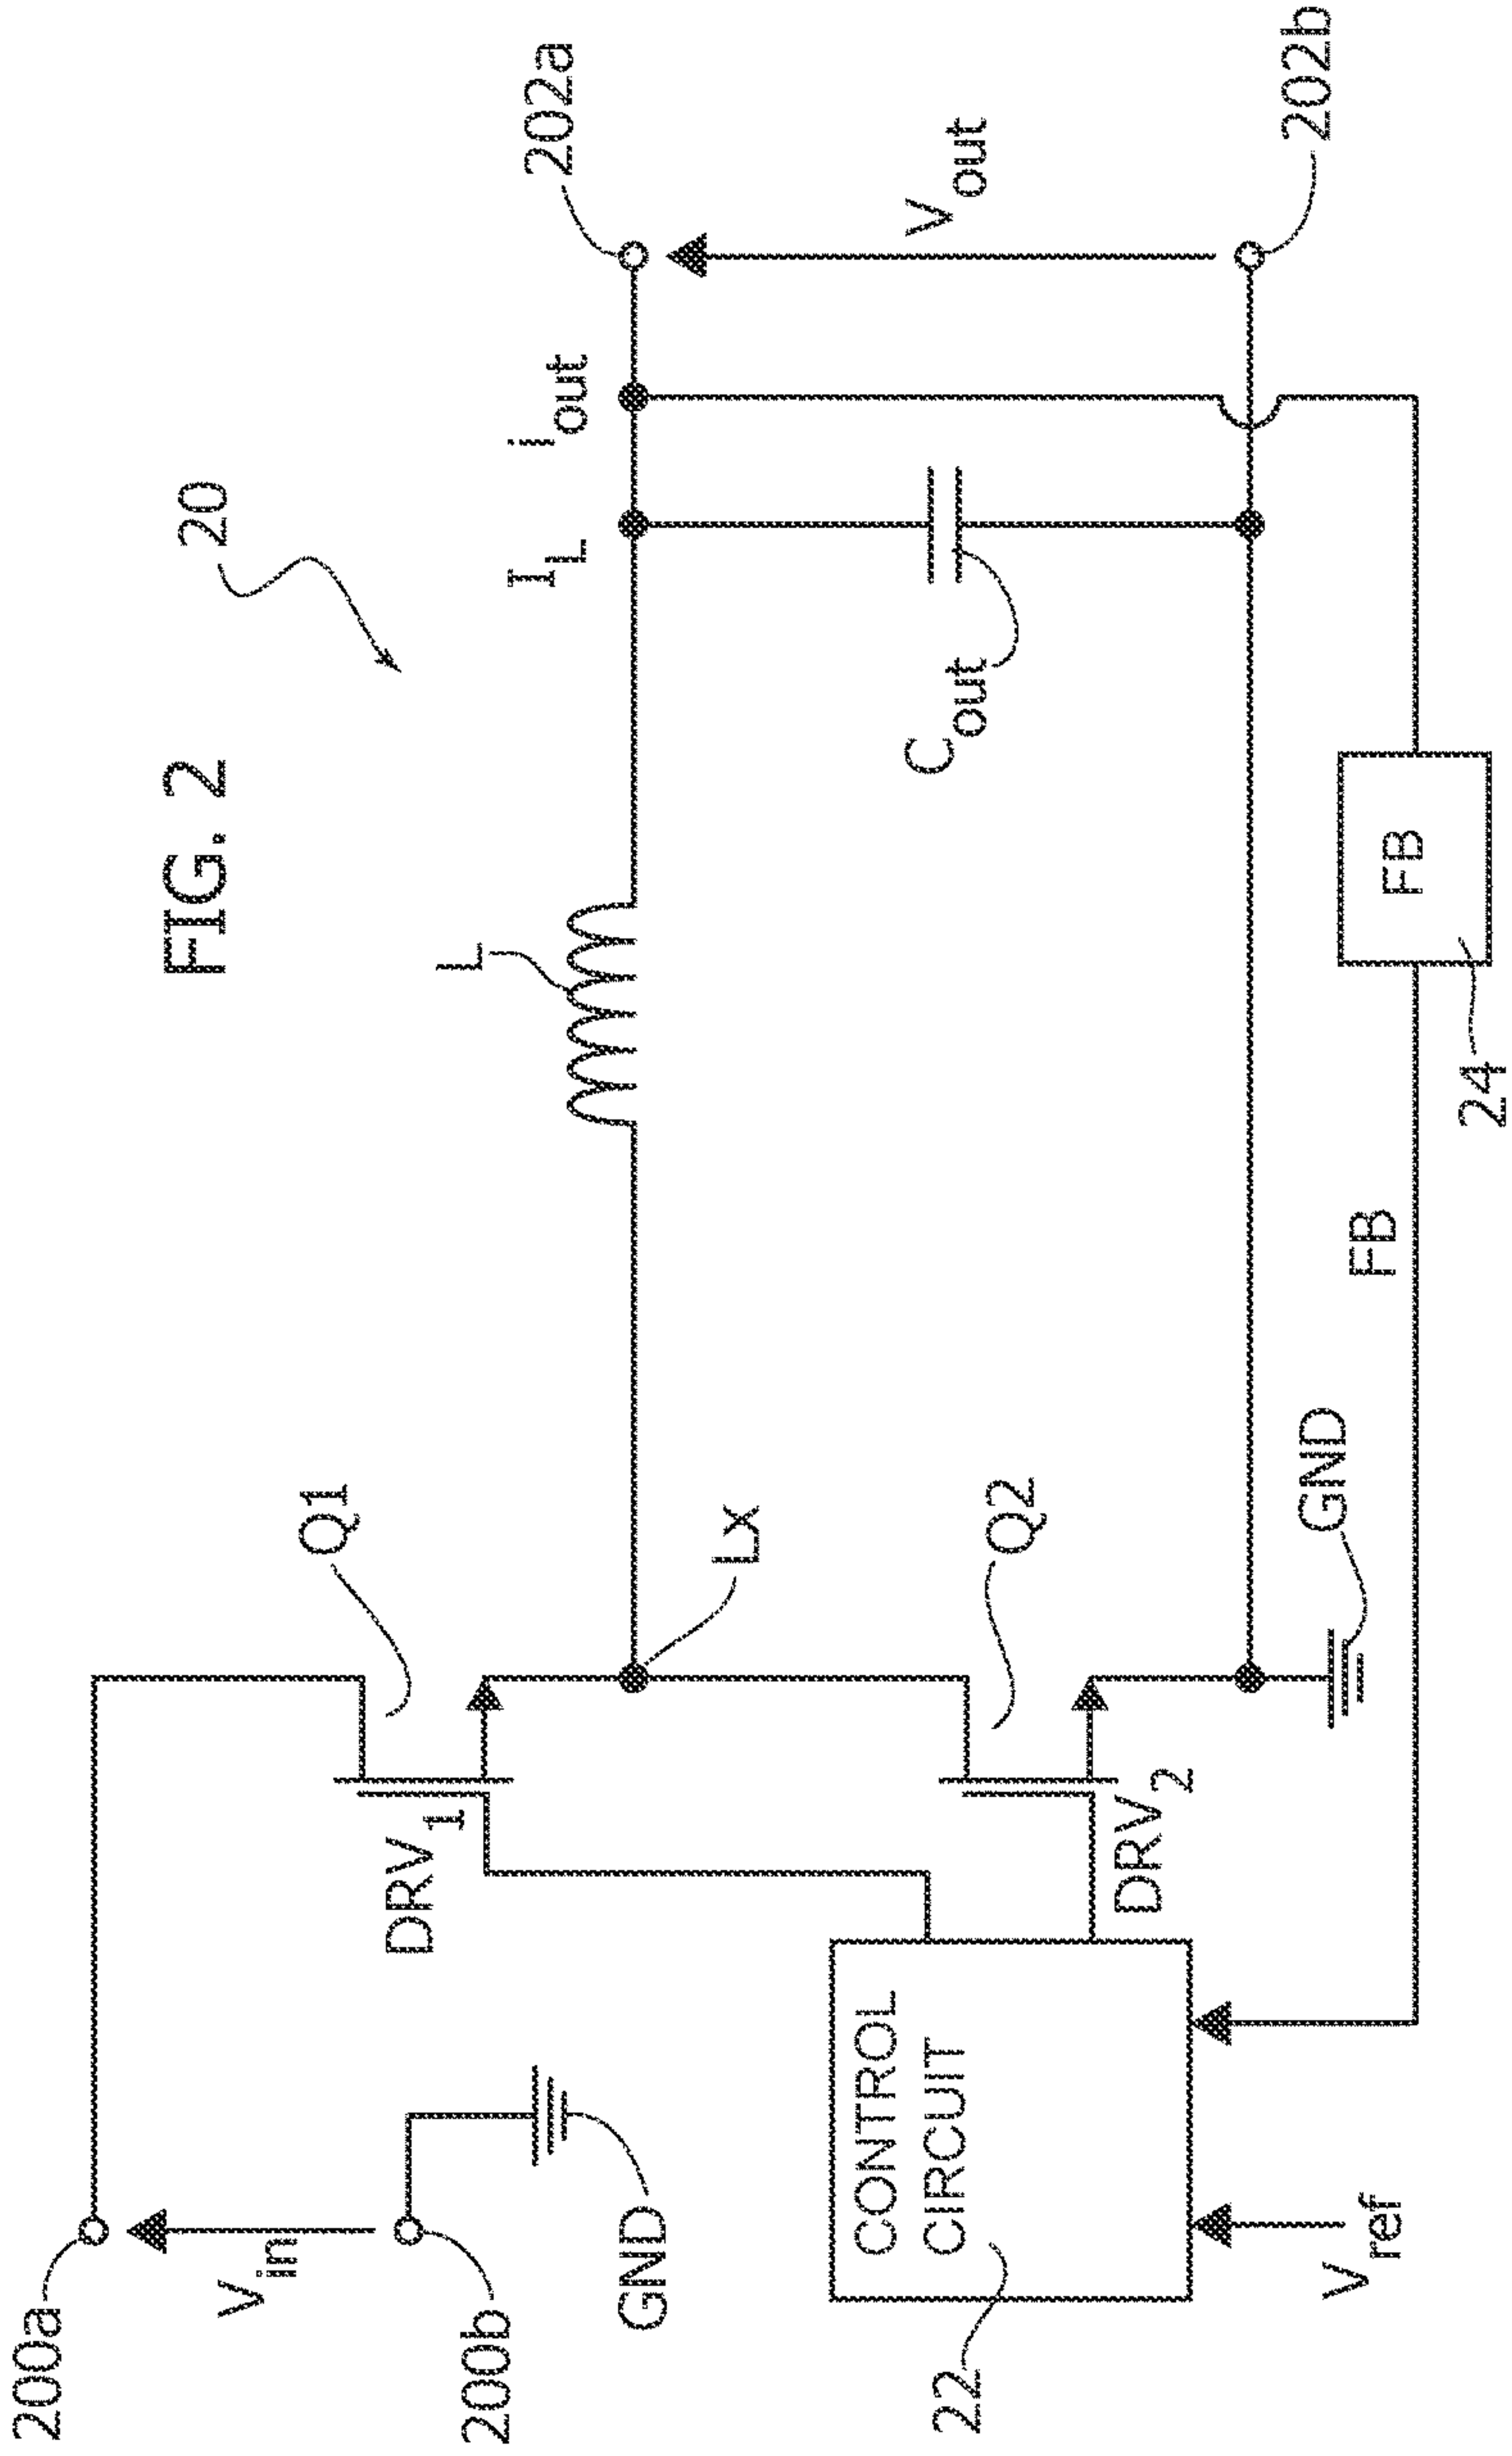 FIG. 2
20
200a
Vin
200b
GND
Q1
DRV1
Lx
L
IL
iout
202a
Vout
Cout
CONTROL
CIRCUIT
22
Q2
DRV2
GND
202b
Vref
FB
FB
24